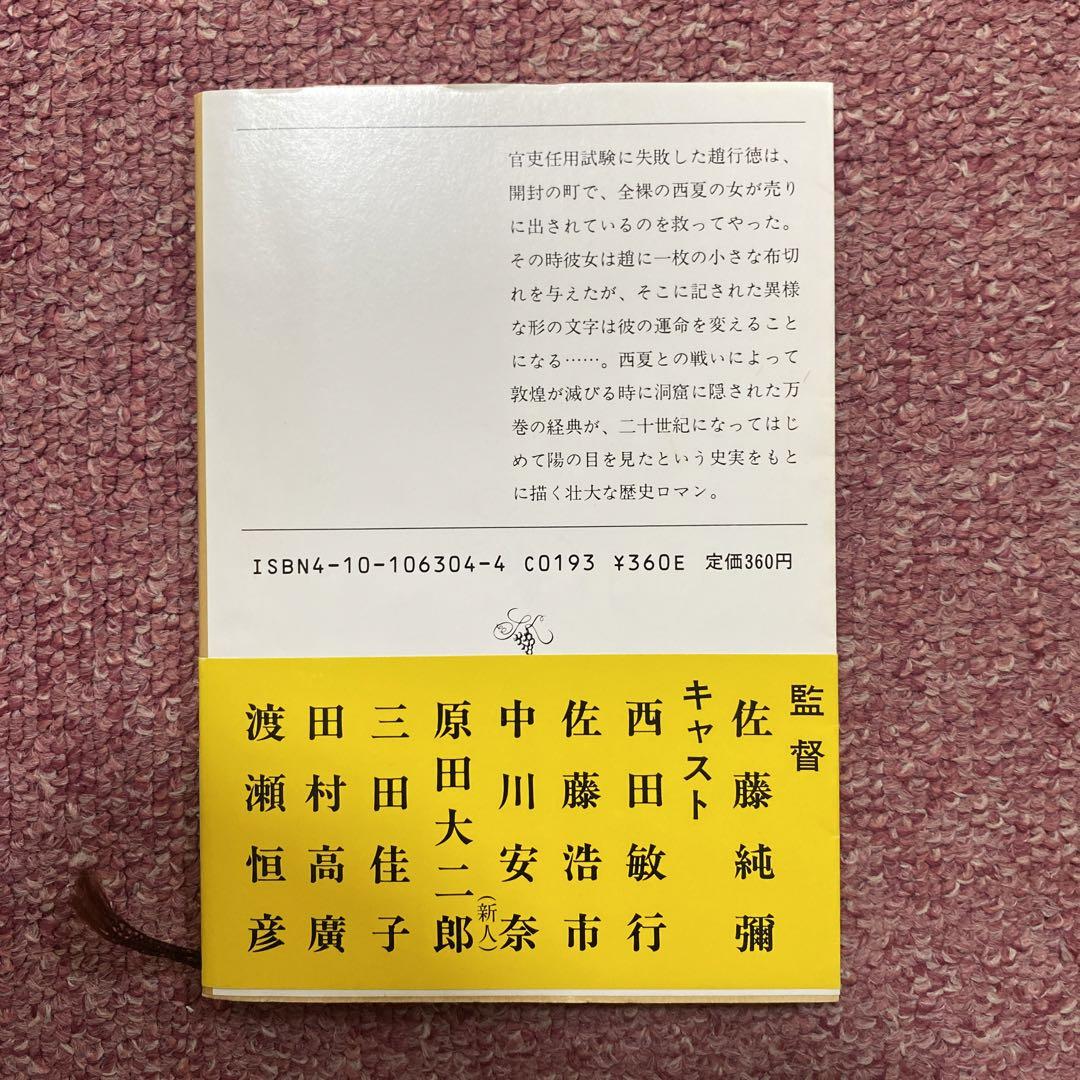 官吏任用試験に失敗した趙行徳は、
開封の町で、全裸の西夏の女が売り
に出されているのを救ってやった。
その時彼女は趙に一枚の小さな布切
れを与えたが、そこに記された異様
な形の文字は彼の運命を変えること
になる……。西夏との戦いによって
敦煌が滅びる時に洞窟に隠された万
巻の経典が、二十世紀になってはじ
めて陽の目を見たという史実をもと
に描く壮大な歴史ロマン。
ISBN4-10-106304-4 C0193 ¥360E 定価360円
監督
佐藤純彌
キャスト
西田敏行
佐藤浩市
中川安奈(新人)
原田大二郎
三田佳子
田村高廣
渡瀬恒彦